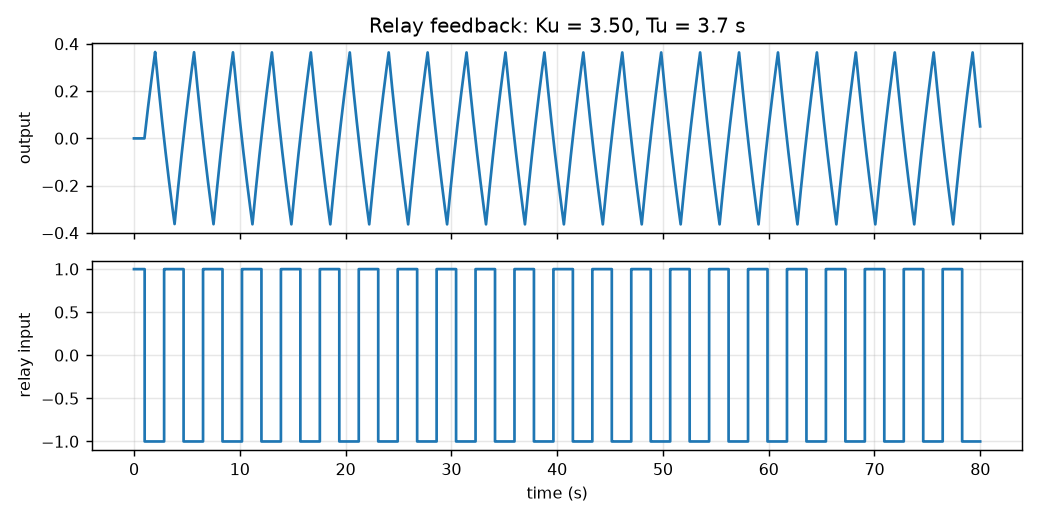 Relay feedback: Ku = 3.50, Tu = 3.7 s
0.4
0.2
0.0
−0.2
−0.4
output
1.0
0.5
0.0
−0.5
−1.0
relay input
0 10 20 30 40 50 60 70 80
time (s)